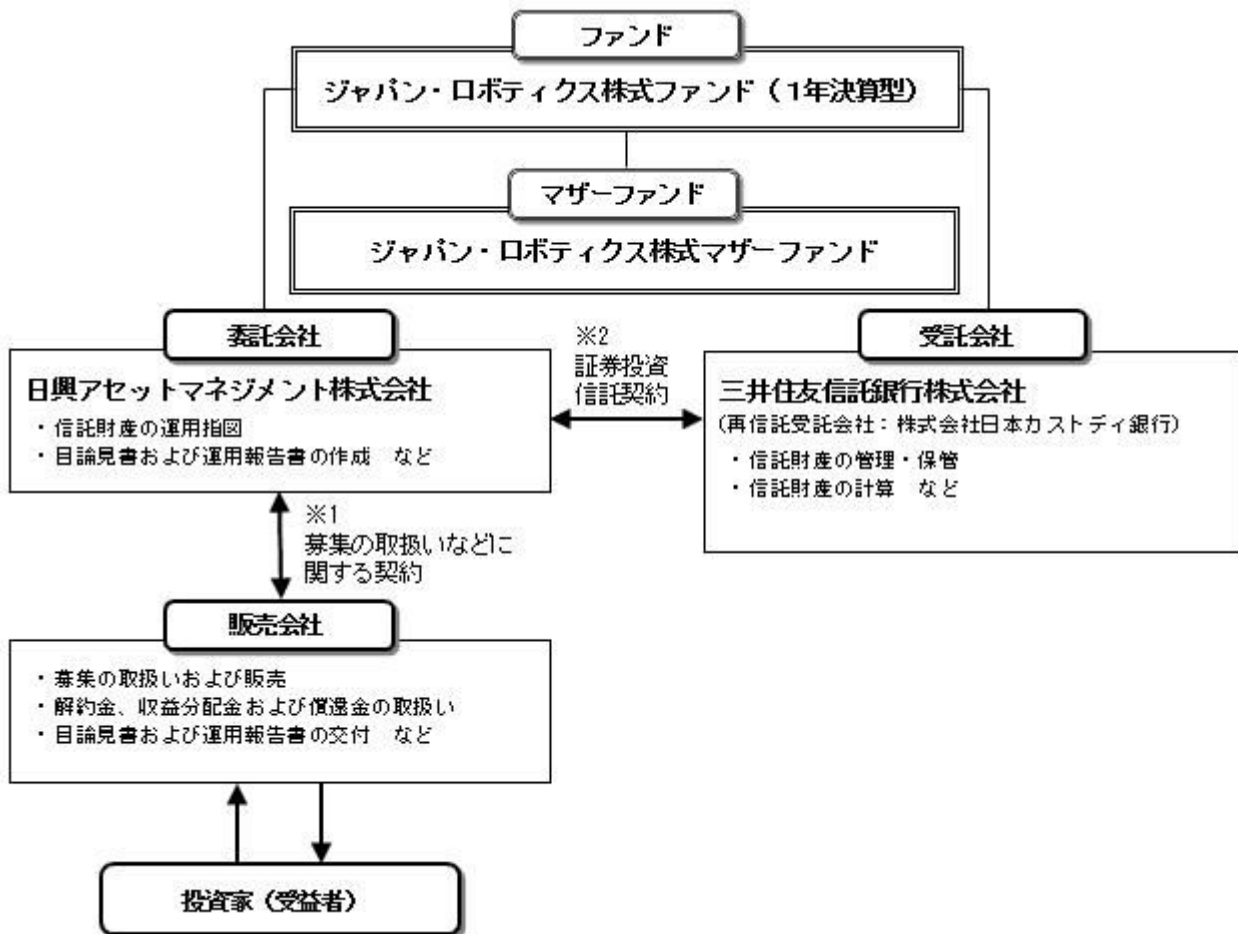 ファンド
ジャパン・ロボティクス株式ファンド（1年決算型）
マザーファンド
ジャパン・ロボティクス株式マザーファンド
委託会社
日興アセットマネジメント株式会社
・信託財産の運用指図
・目論見書および運用報告書の作成　など
※2
証券投資
信託契約
受託会社
三井住友信託銀行株式会社
(再信託受託会社：株式会社日本カストディ銀行)
・信託財産の管理・保管
・信託財産の計算　など
※1
募集の取扱いなどに
関する契約
販売会社
・募集の取扱いおよび販売
・解約金、収益分配金および償還金の取扱い
・目論見書および運用報告書の交付　など
投資家（受益者）